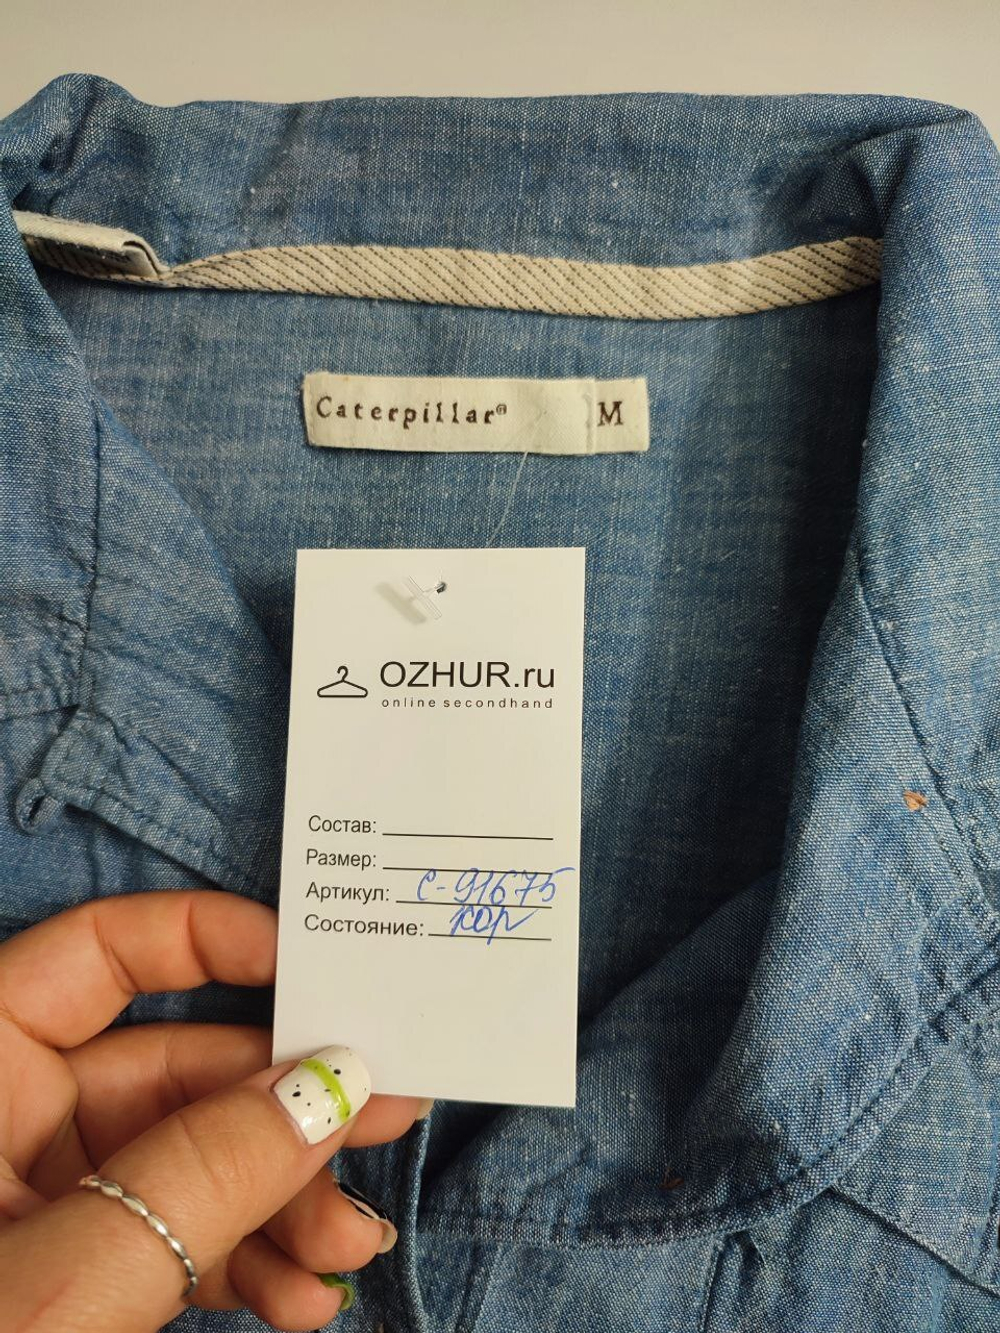 Caterpillar® M
OZHUR.ru
online secondhand
Состав:
Размер:
Артикул: С-91675
Состояние: хор